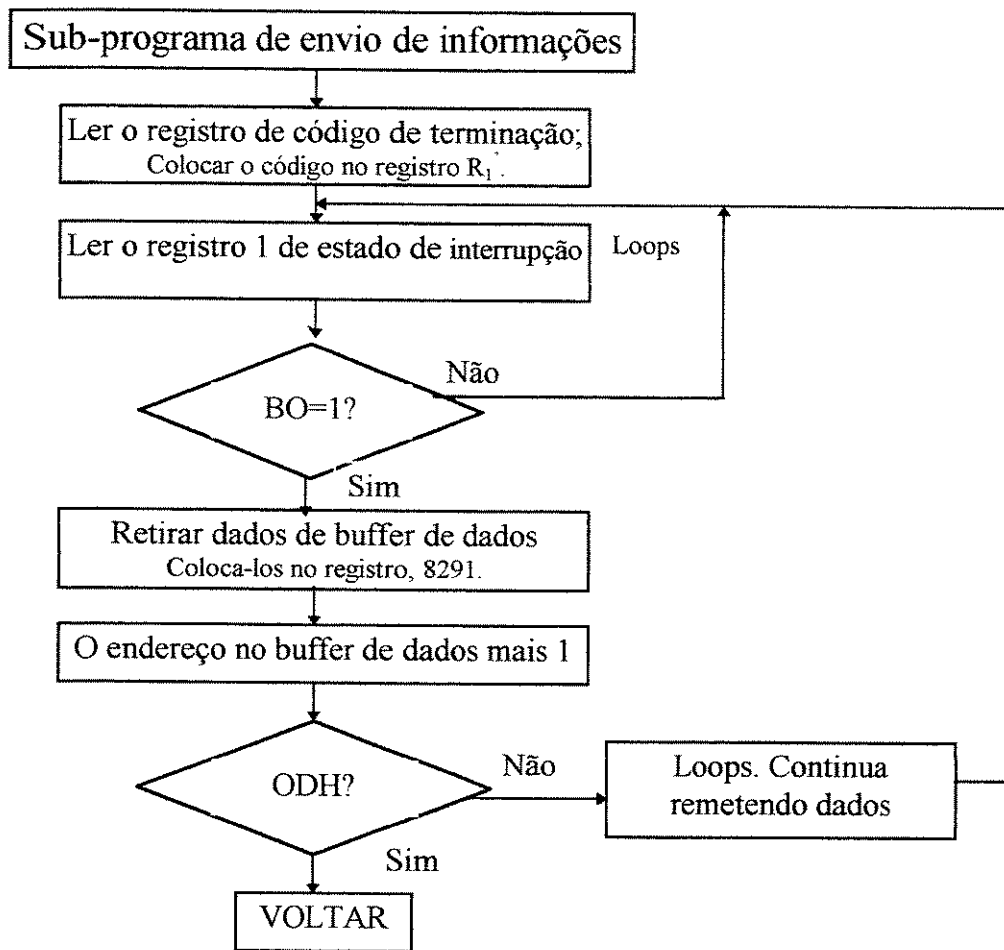 Sub-programa de envio de informações
Ler o registro de código de terminação;
Colocar o código no registro R₁.
Ler o registro 1 de estado de interrupção
Loops
BO=1?
Não
Sim
Retirar dados de buffer de dados
Coloca-los no registro, 8291.
O endereço no buffer de dados mais 1
ODH?
Não
Loops. Continua
remetendo dados
Sim
VOLTAR